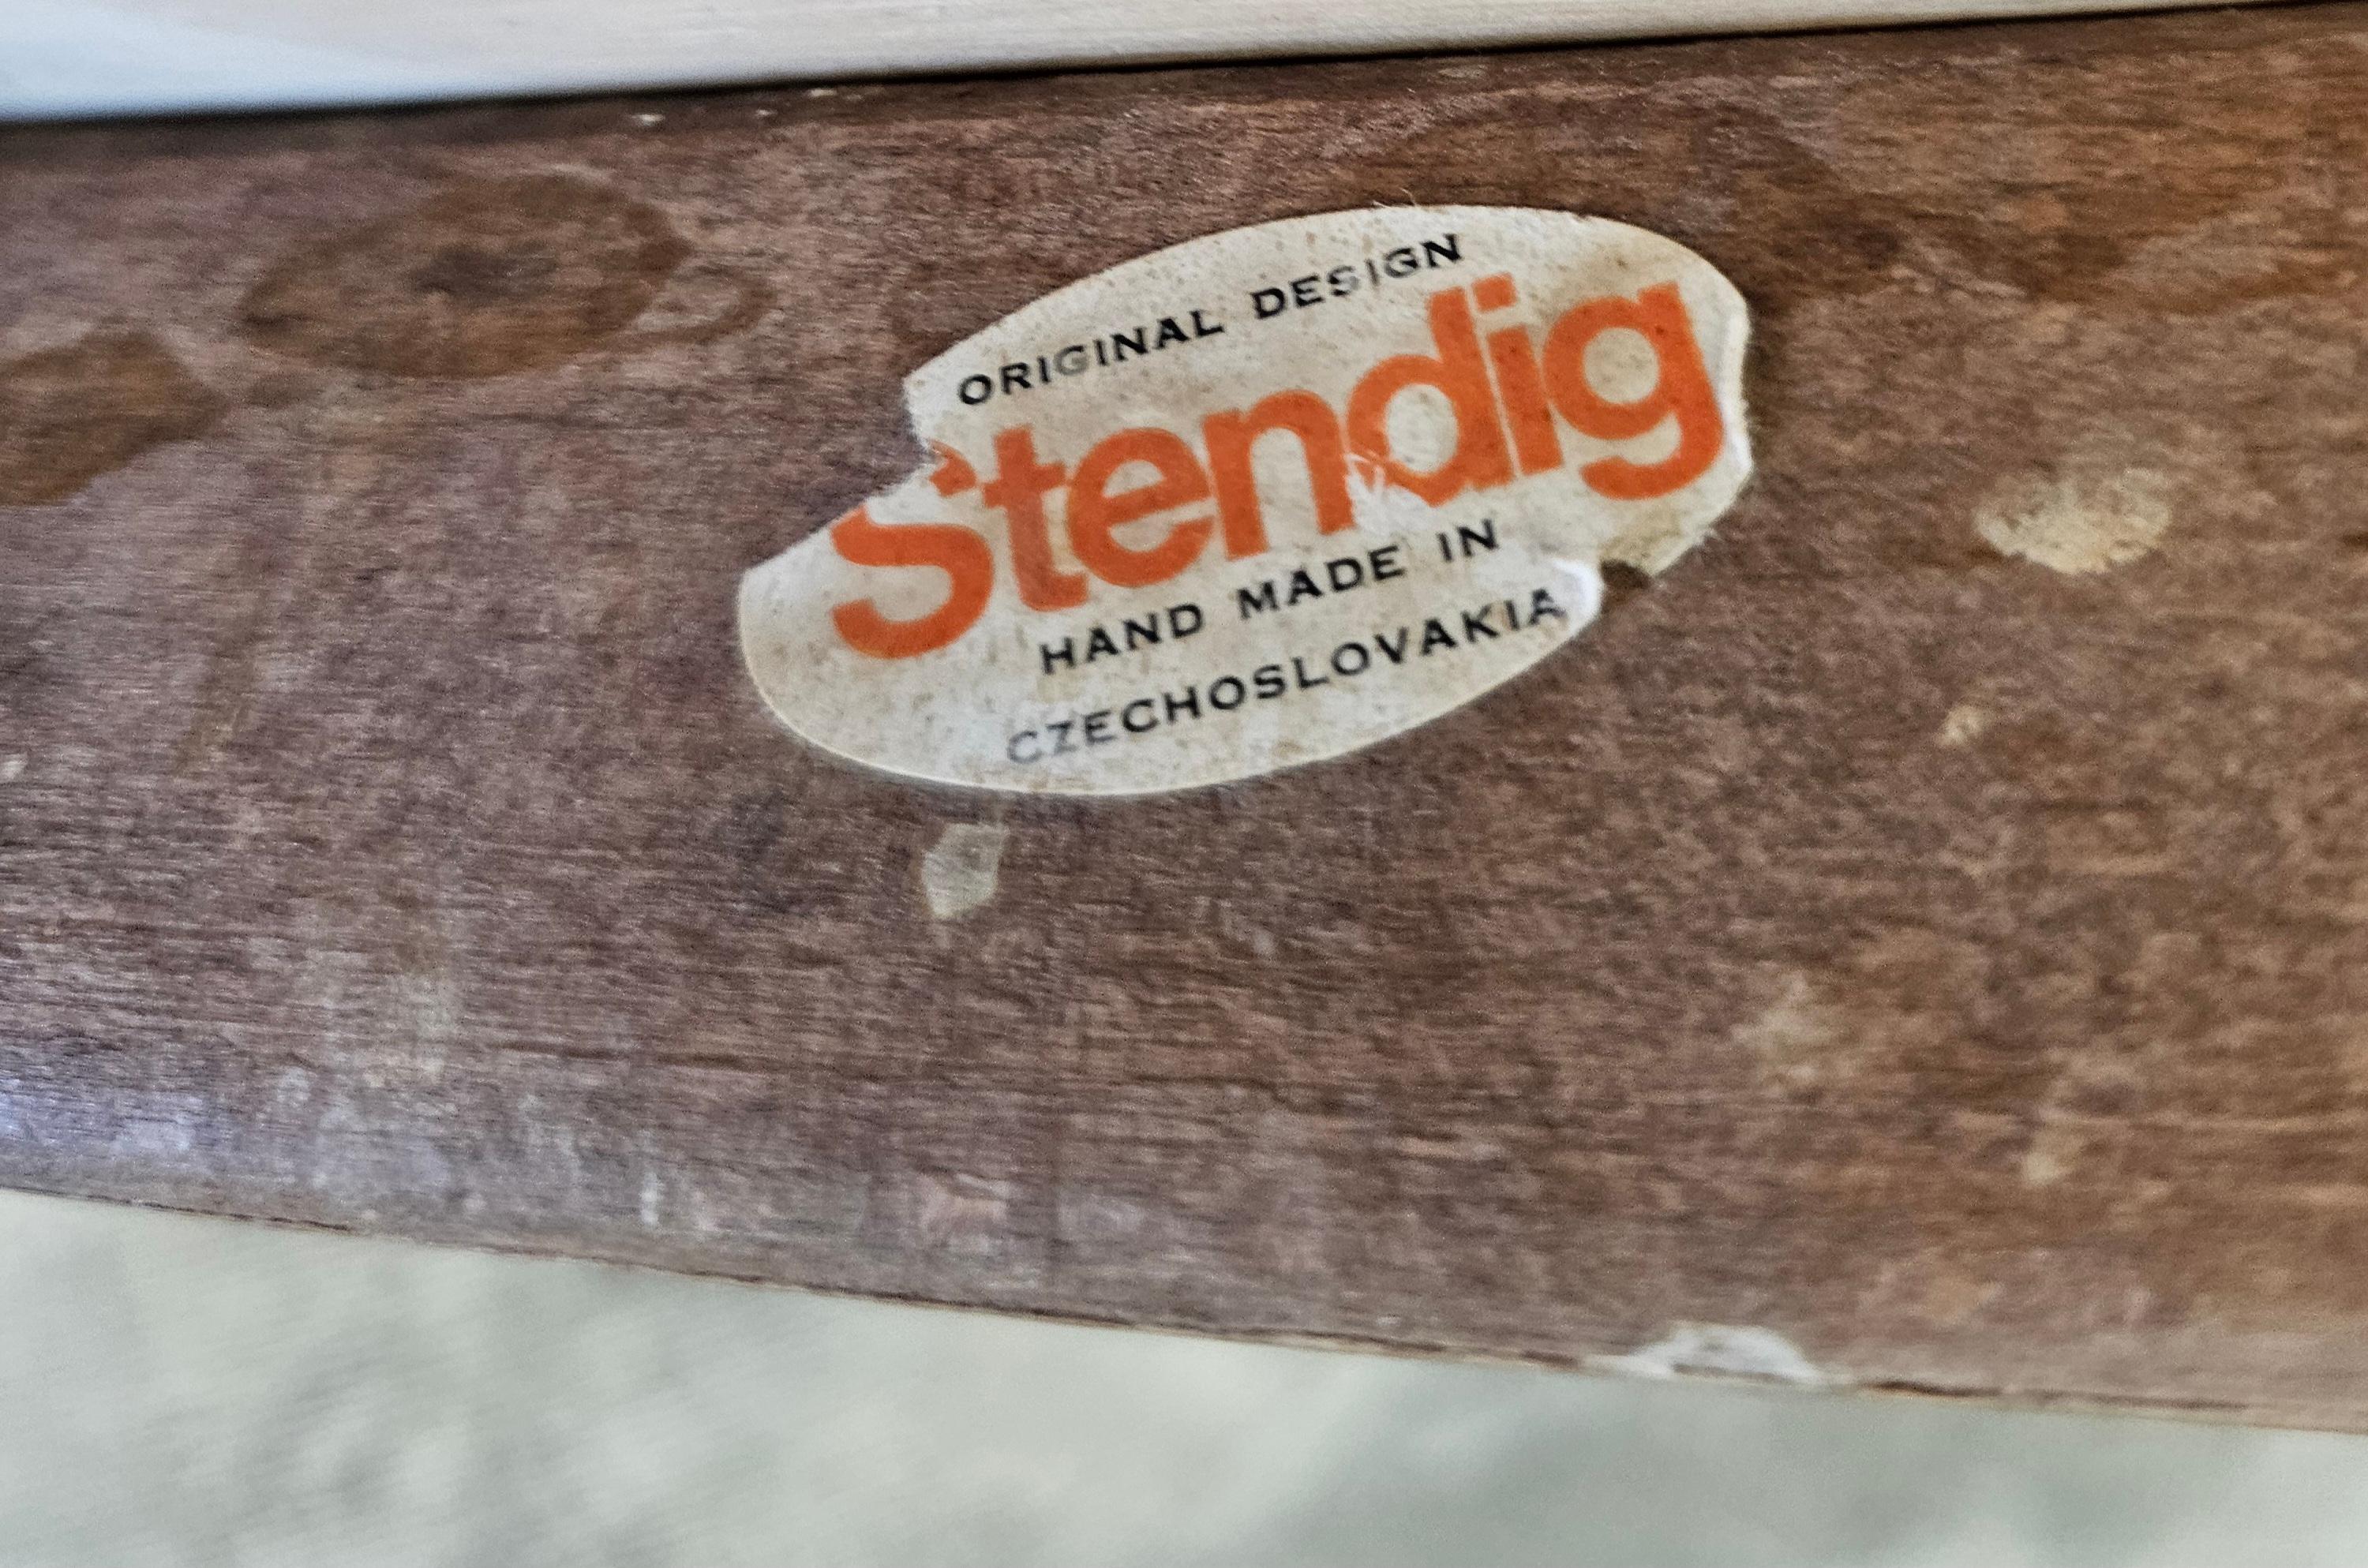 ORIGINAL DESIGN
Stendig
HAND MADE IN
CZECHOSLOVAKIA